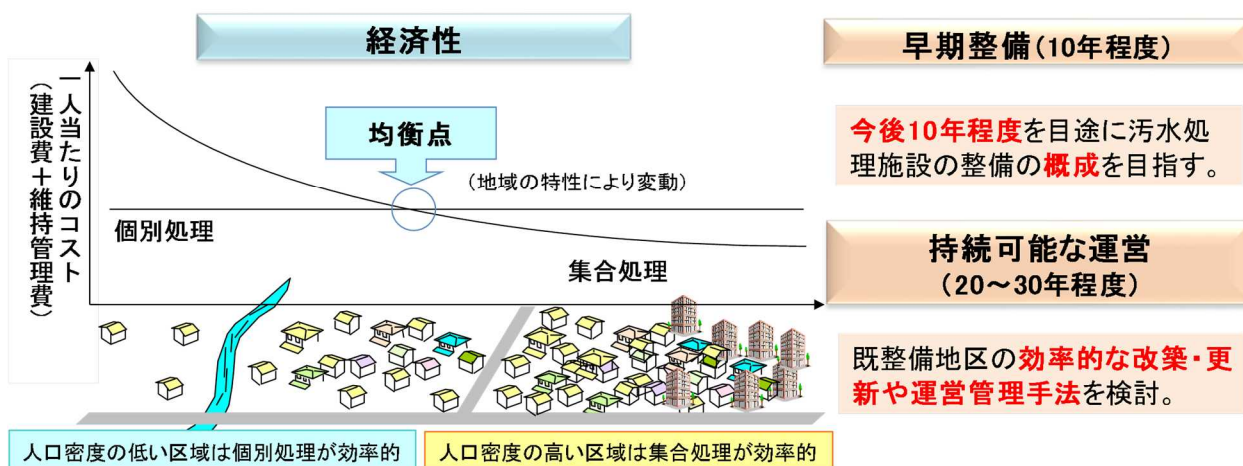 経済性
一人当たりのコスト
（建設費＋維持管理費）
均衡点
（地域の特性により変動）
個別処理
集合処理
人口密度の低い区域は個別処理が効率的
人口密度の高い区域は集合処理が効率的
早期整備（10年程度）
今後10年程度を目途に汚水処
理施設の整備の概成を目指す。
持続可能な運営
（20～30年程度）
既整備地区の効率的な改築・更
新や運営管理手法を検討。